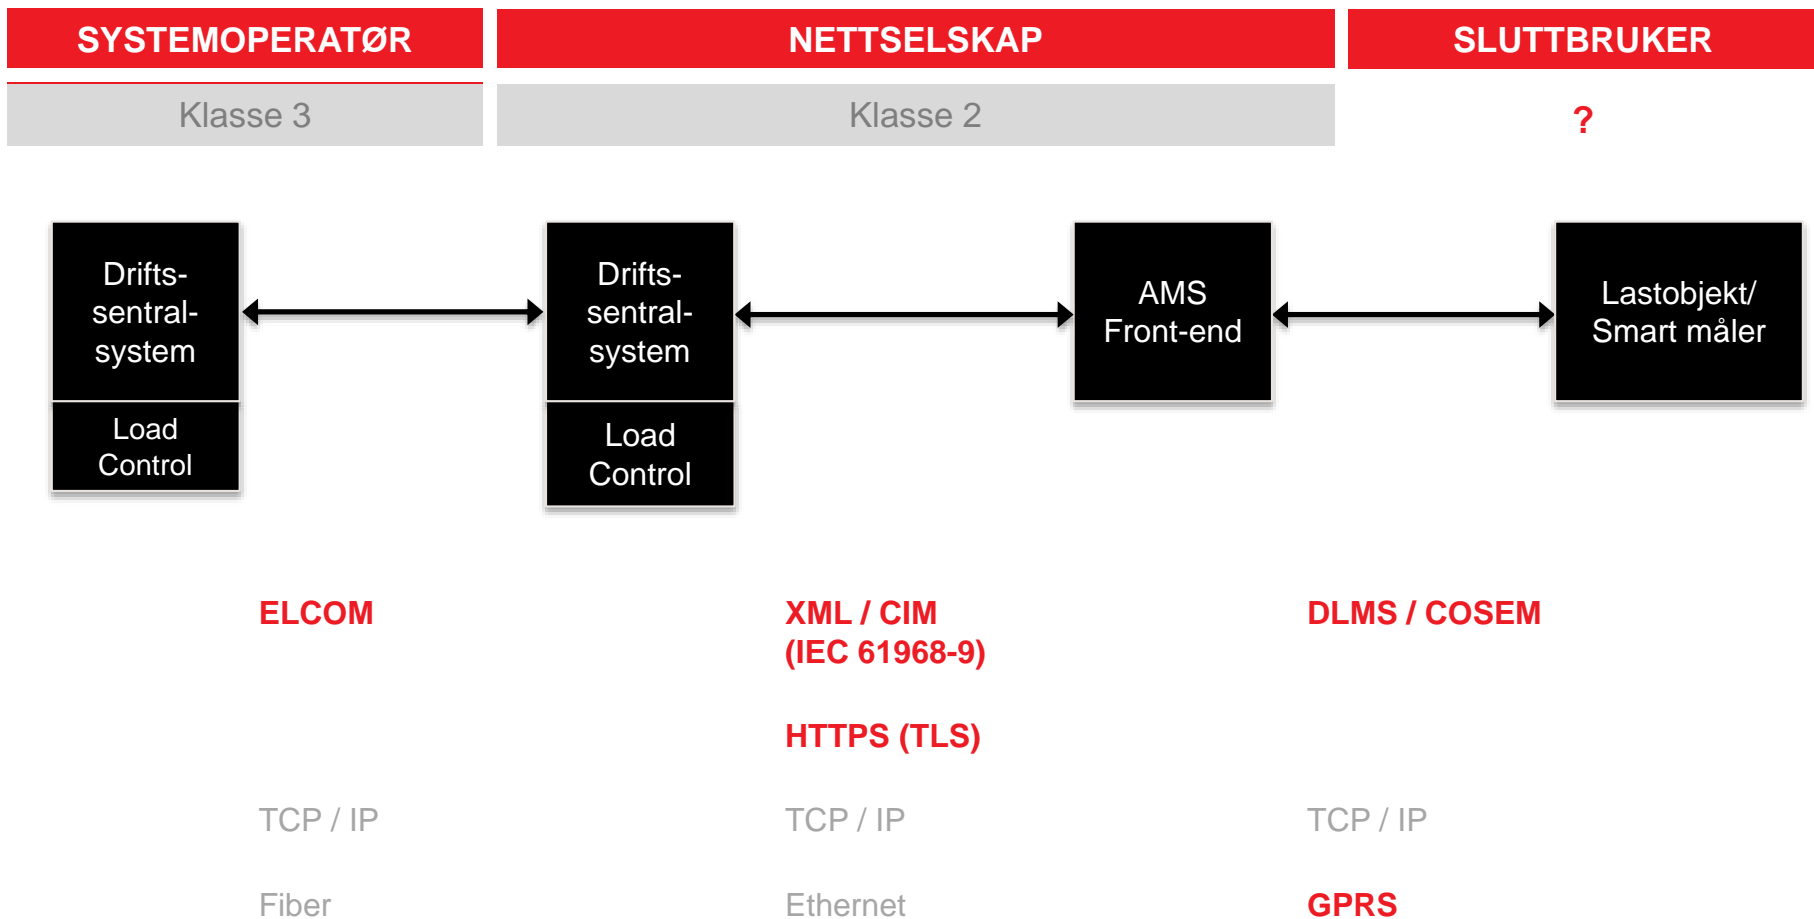 SYSTEMOPERATØR
NETTSELSKAP
SLUTTBRUKER
Klasse 3
Klasse 2
?
Drifts-
sentral-
system
Load
Control
Drifts-
sentral-
system
Load
Control
AMS
Front-end
Lastobjekt/
Smart måler
ELCOM
XML / CIM
(IEC 61968-9)
DLMS / COSEM
HTTPS (TLS)
TCP / IP
TCP / IP
TCP / IP
Fiber
Ethernet
GPRS